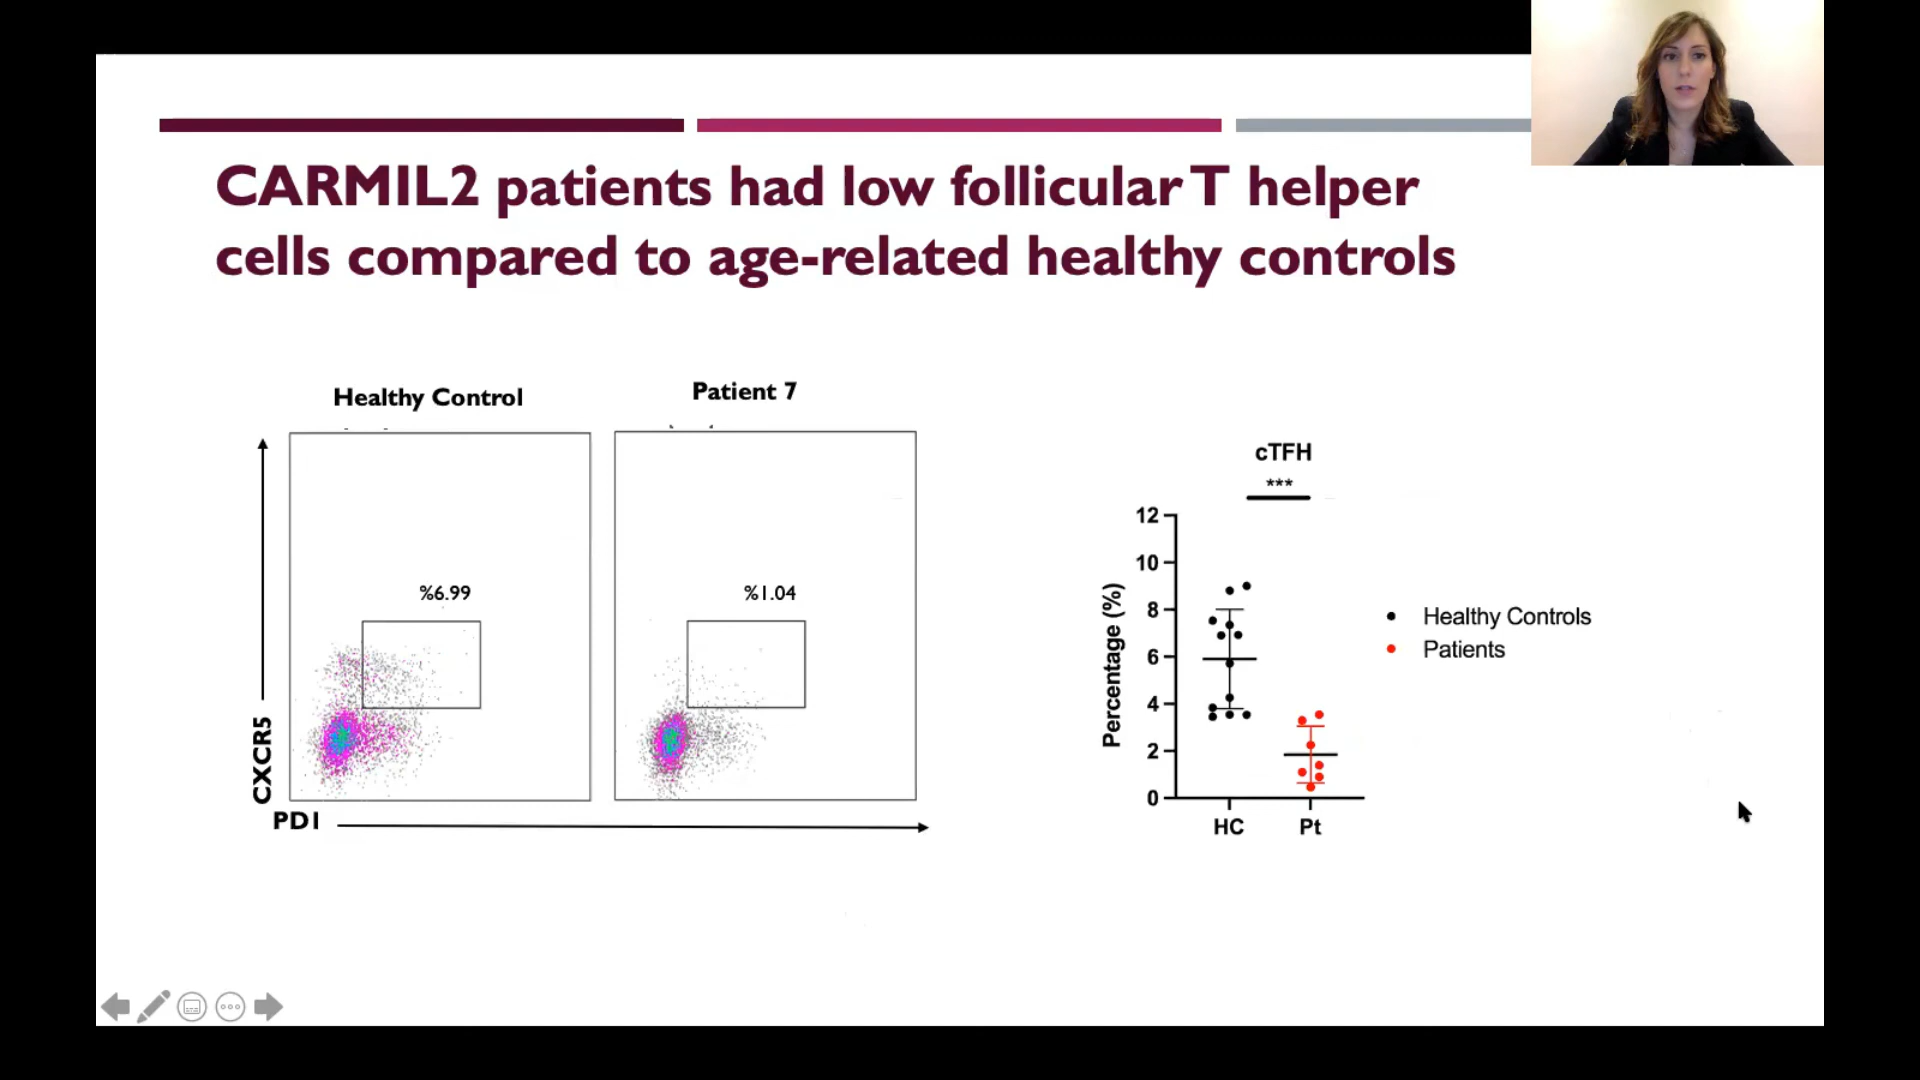 CARMIL2 patients had low follicular T helper
cells compared to age-related healthy controls
Healthy Control
Patient 7
%6.99
%1.04
CXCR5
PD1
cTFH
***
12
10
8
6
4
2
0
Percentage (%)
HC
Pt
Healthy Controls
Patients